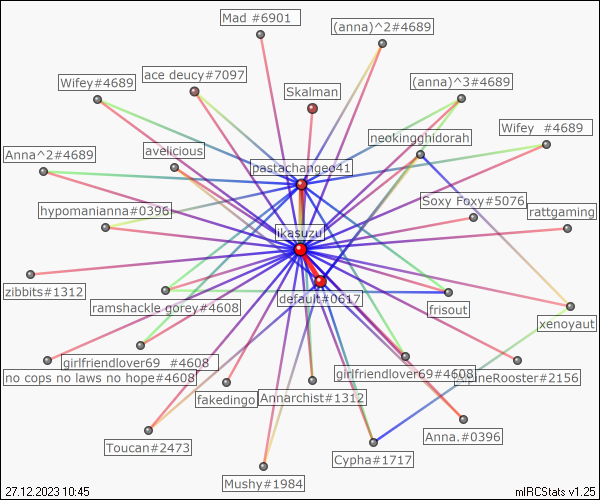 Mad #6901
(anna)^2#4689
ace deucy#7097
Wifey#4689
(anna)^3#4689
Skalman
Wifey  #4689
neokingghidorah
avelicious
Anna^2#4689
pastachangeo41
Soxy Foxy#5076
hypomanianna#0396
rattgaming
ikasuzu
zibbits#1312
default#0617
ramshackle gorey#4608
frisout
xenoyaut
girlfriendlover69  #4608
girlfriendlover69#4608
no cops no laws no hope#4608
ineRooster#2156
fakedingo
Annarchist#1312
Anna.#0396
Toucan#2473
Cypha#1717
Mushy#1984
27.12.2023 10:45
mIRCStats v1.25